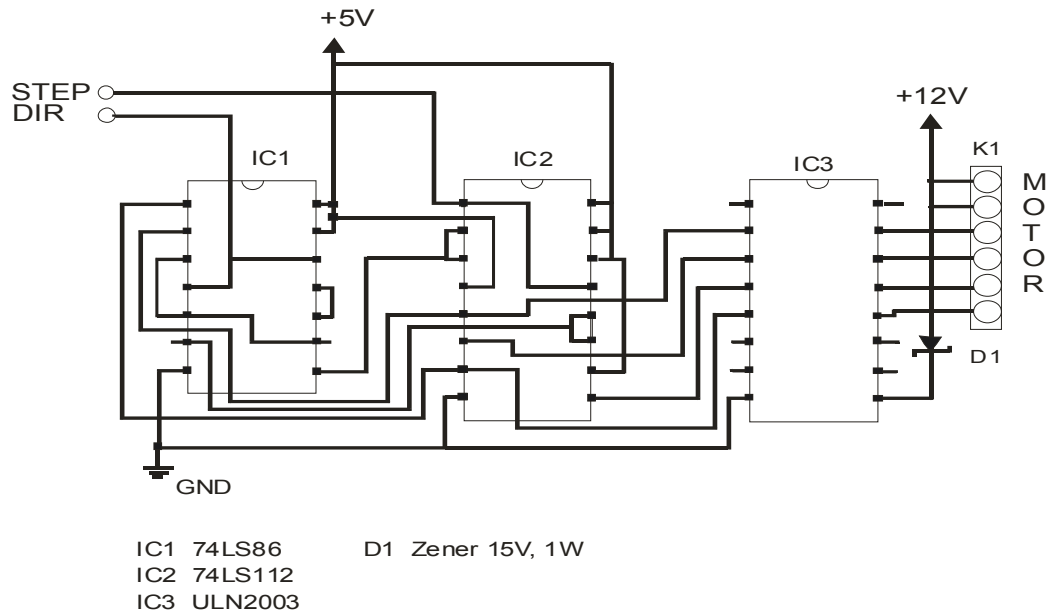 +5V
STEP
DIR
+12V
IC1
IC2
IC3
K1
M
O
T
O
R
D1
GND
IC1 74LS86 D1 Zener 15V, 1W
IC2 74LS112
IC3 ULN2003